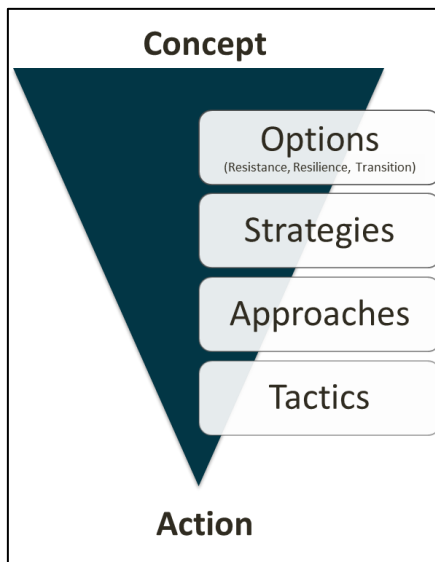 Concept
Options
(Resistance, Resilience, Transition)
Strategies
Approaches
Tactics
Action